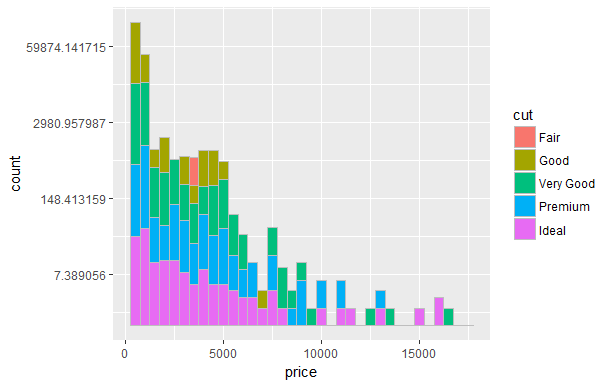 59874.141715
2980.957987
148.413159
7.389056
count
0
5000
10000
15000
price
cut
Fair
Good
Very Good
Premium
Ideal